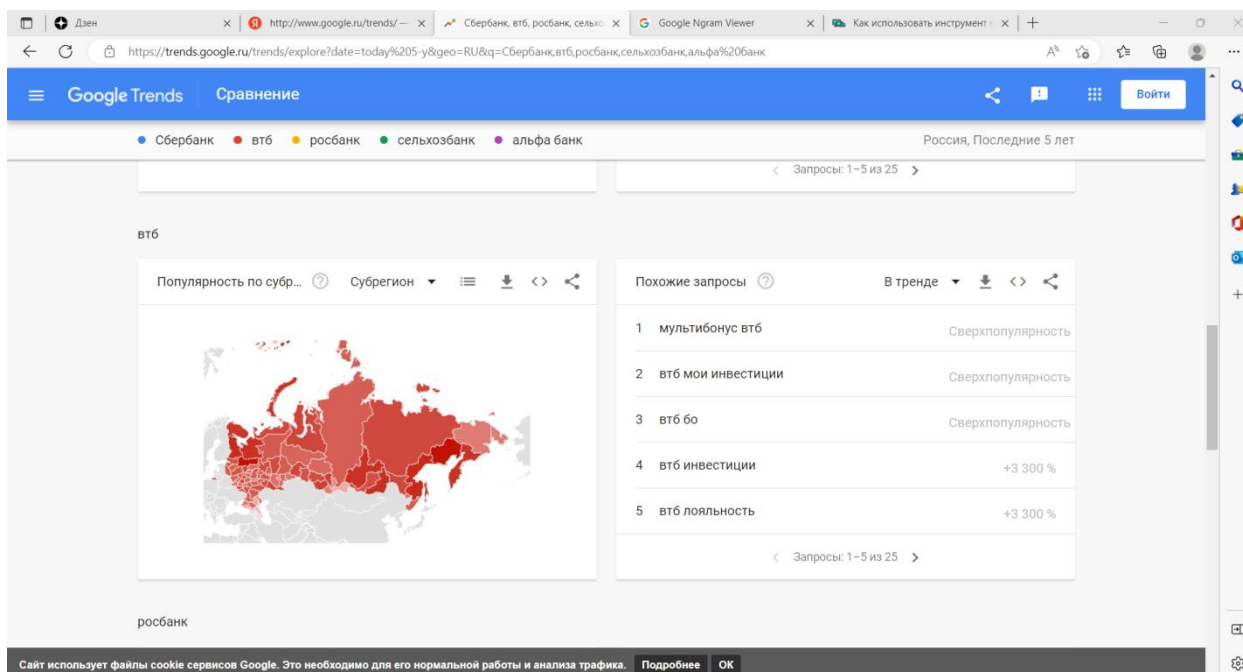 Дзен
http://www.google.ru/trends/ —
Сбербанк, втб, росбанк, сельхо
Google Ngram Viewer
Как использовать инструмент
https://trends.google.ru/trends/explore?date=today%205-y&geo=RU&q=Сбербанк,втб,росбанк,сельхозбанк,альфа%20банк
Google Trends Сравнение
Войти
Сбербанк втб росбанк сельхозбанк альфа банк
Россия, Последние 5 лет
Запросы: 1–5 из 25
втб
Популярность по субр... Субрегион
Похожие запросы В тренде
1 мультибонус втб Сверхпопулярность
2 втб мои инвестиции Сверхпопулярность
3 втб бо Сверхпопулярность
4 втб инвестиции +3 300 %
5 втб лояльность +3 300 %
Запросы: 1–5 из 25
росбанк
Сайт использует файлы cookie сервисов Google. Это необходимо для его нормальной работы и анализа трафика. Подробнее ОК